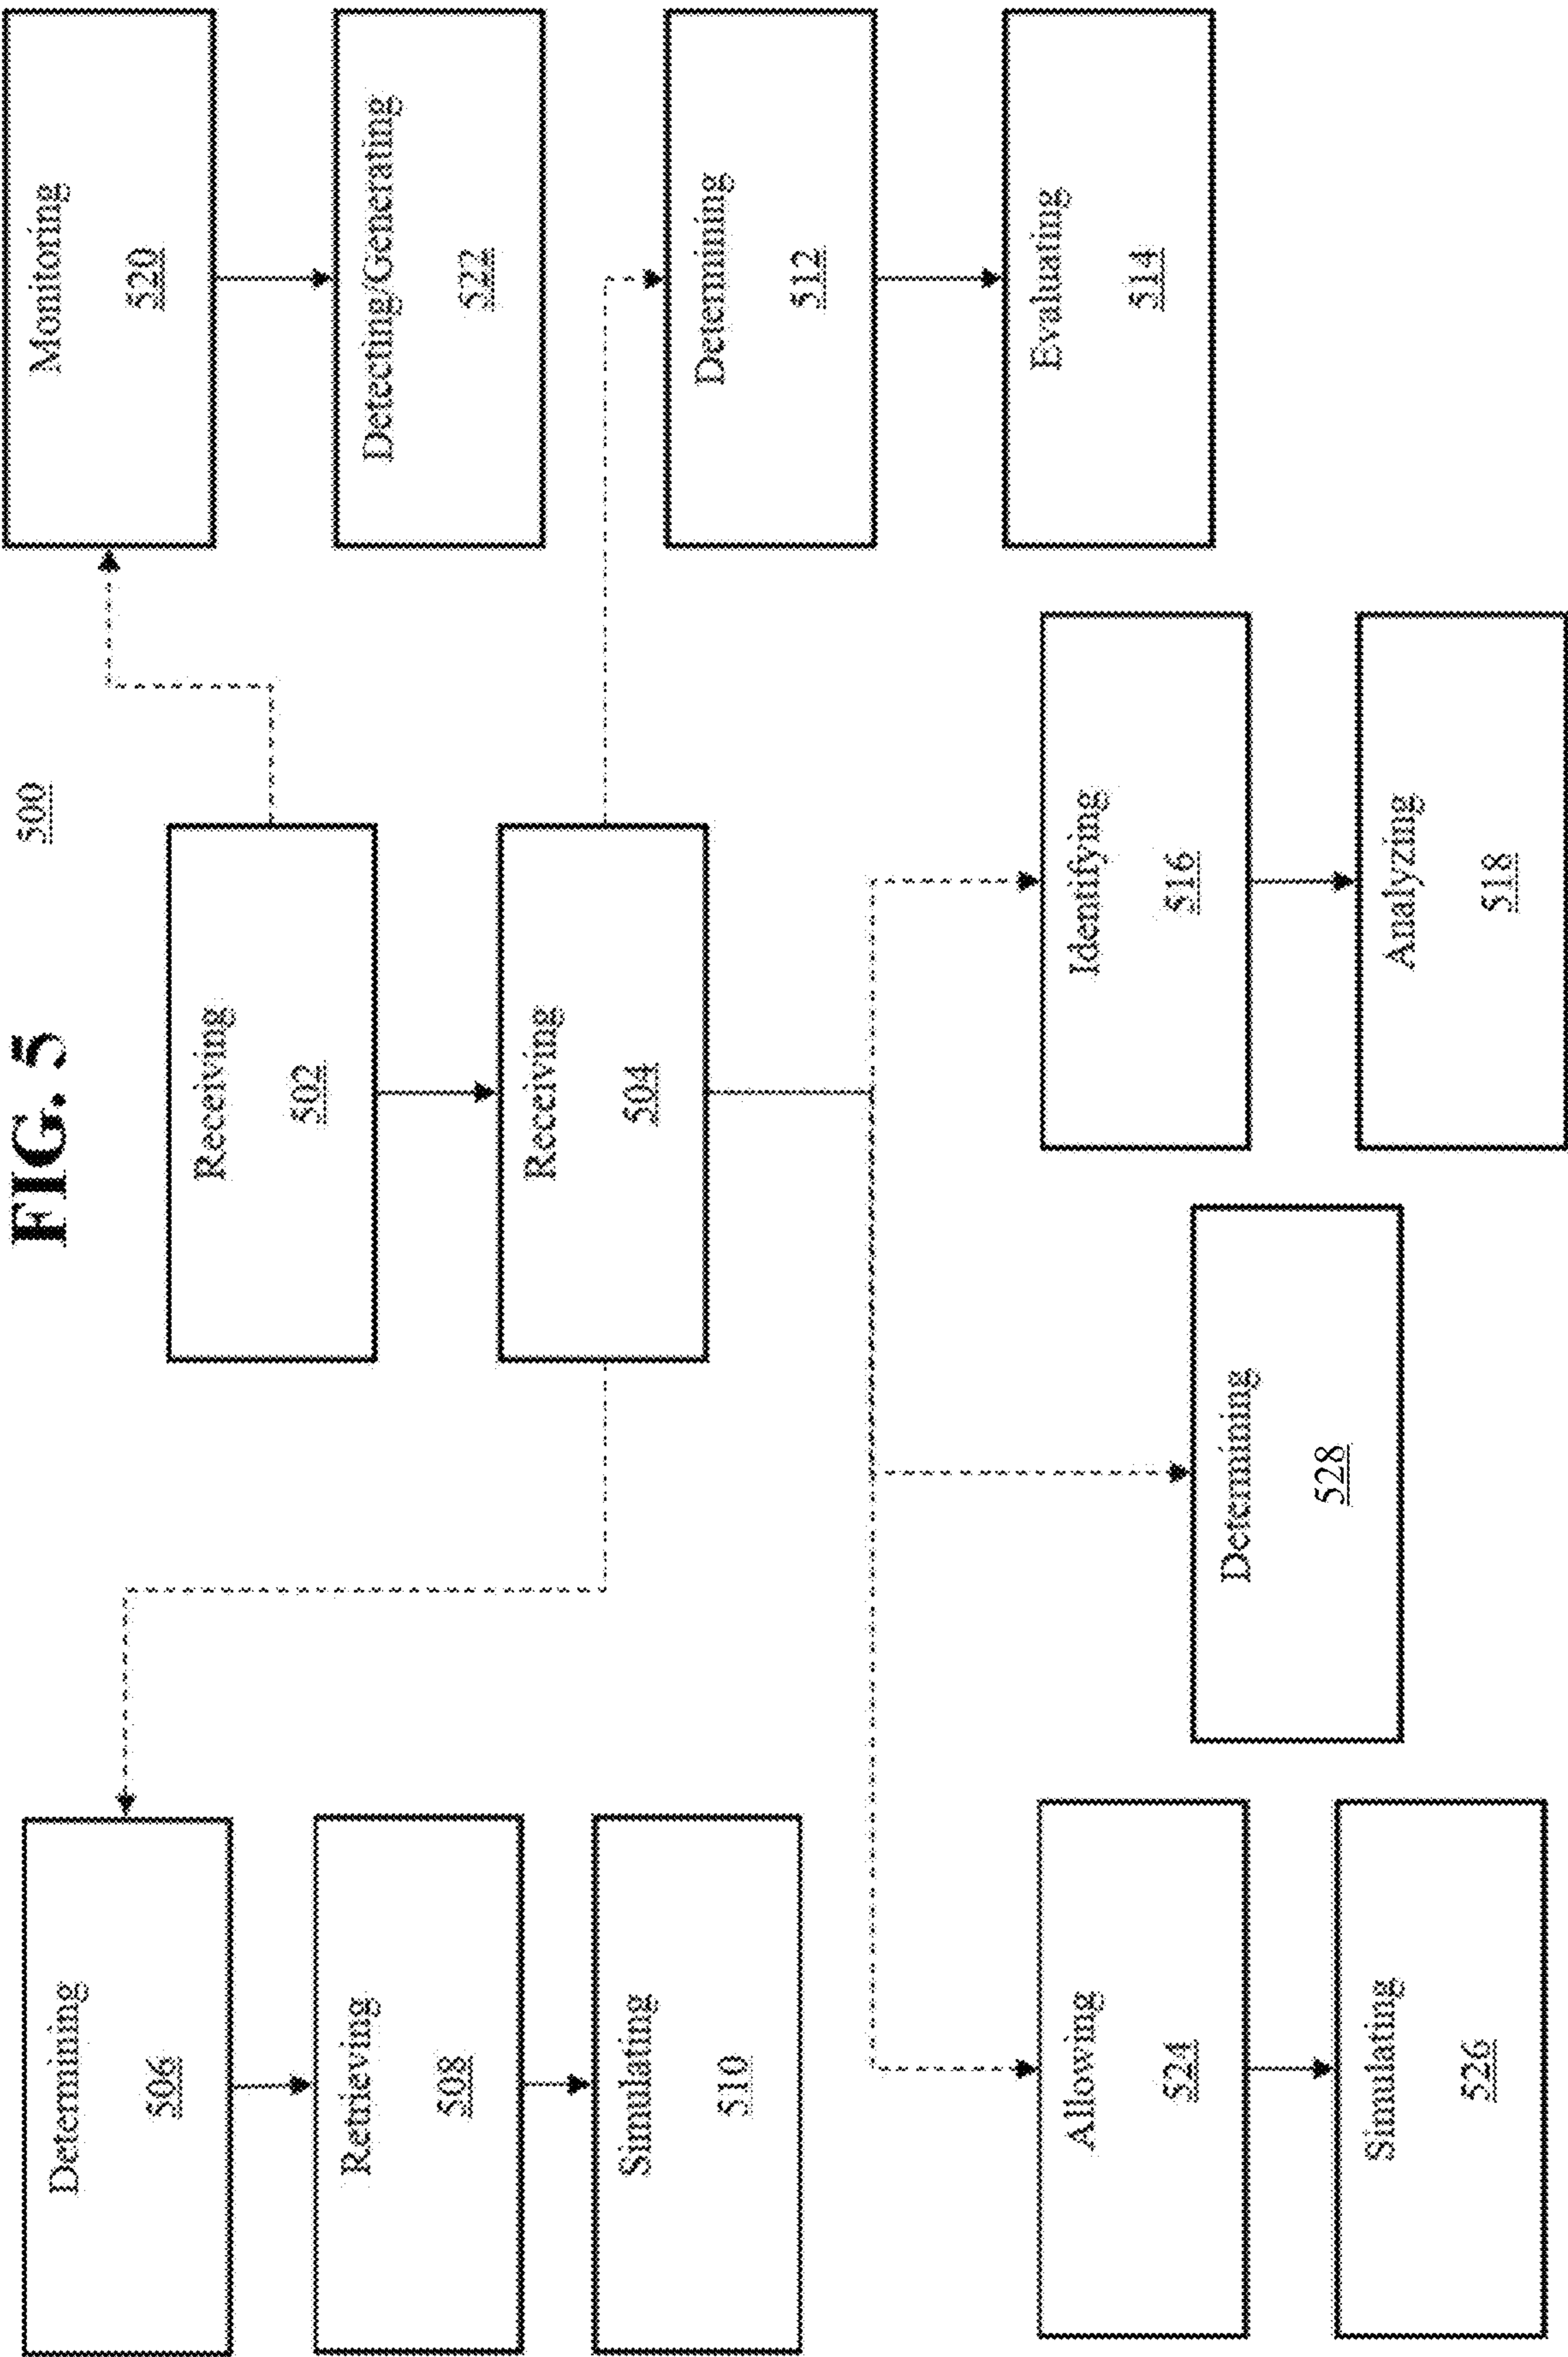 FIG. 5
500
Receiving
502
Receiving
504
Determining
506
Retrieving
508
Simulating
510
Monitoring
520
Detecting/Generating
522
Determining
512
Evaluating
514
Allowing
524
Simulating
526
Determining
528
Identifying
516
Analyzing
518